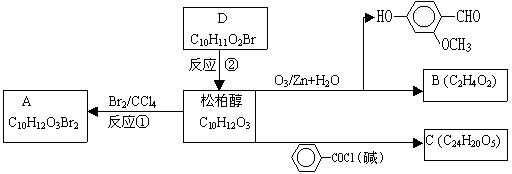 D
C₁₀H₁₁O₂Br
反应 ②
HO CHO
OCH₃
O₃/Zn+H₂O
B (C₂H₄O₂)
A
C₁₀H₁₂O₃Br₂
Br₂/CCl₄
反应①
松柏醇
C₁₀H₁₂O₃
COCl(碱)
C (C₂₄H₂₀O₅)